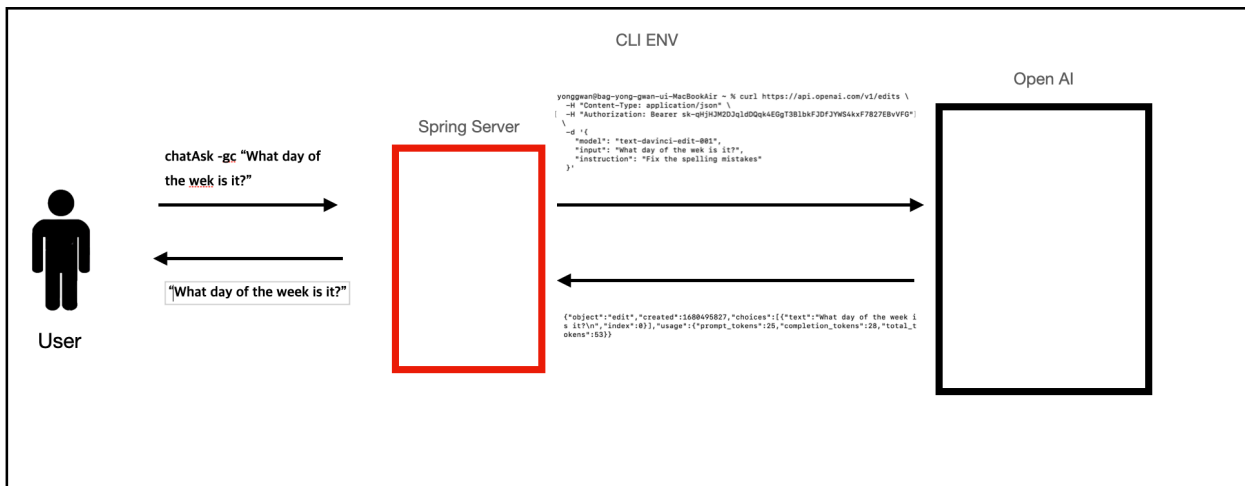 CLI ENV
Open AI
yonggwan@bag-yong-gwan-ui-MacBookAir ~ % curl https://api.openai.com/v1/edits \
-H "Content-Type: application/json" \
[ -H "Authorization: Bearer
\
-d '{
"model": "text-davinci-edit-001",
"input": "What day of the wek is it?",
"instruction": "Fix the spelling mistakes"
}'
Spring Server
chatAsk -gc “What day of
the wek is it?”
“What day of the week is it?”
User
{"object":"edit","created":1680495827,"choices":[{"text":"What day of the week i
s it?\n","index":0}],"usage":{"prompt_tokens":25,"completion_tokens":28,"total_t
okens":53}}